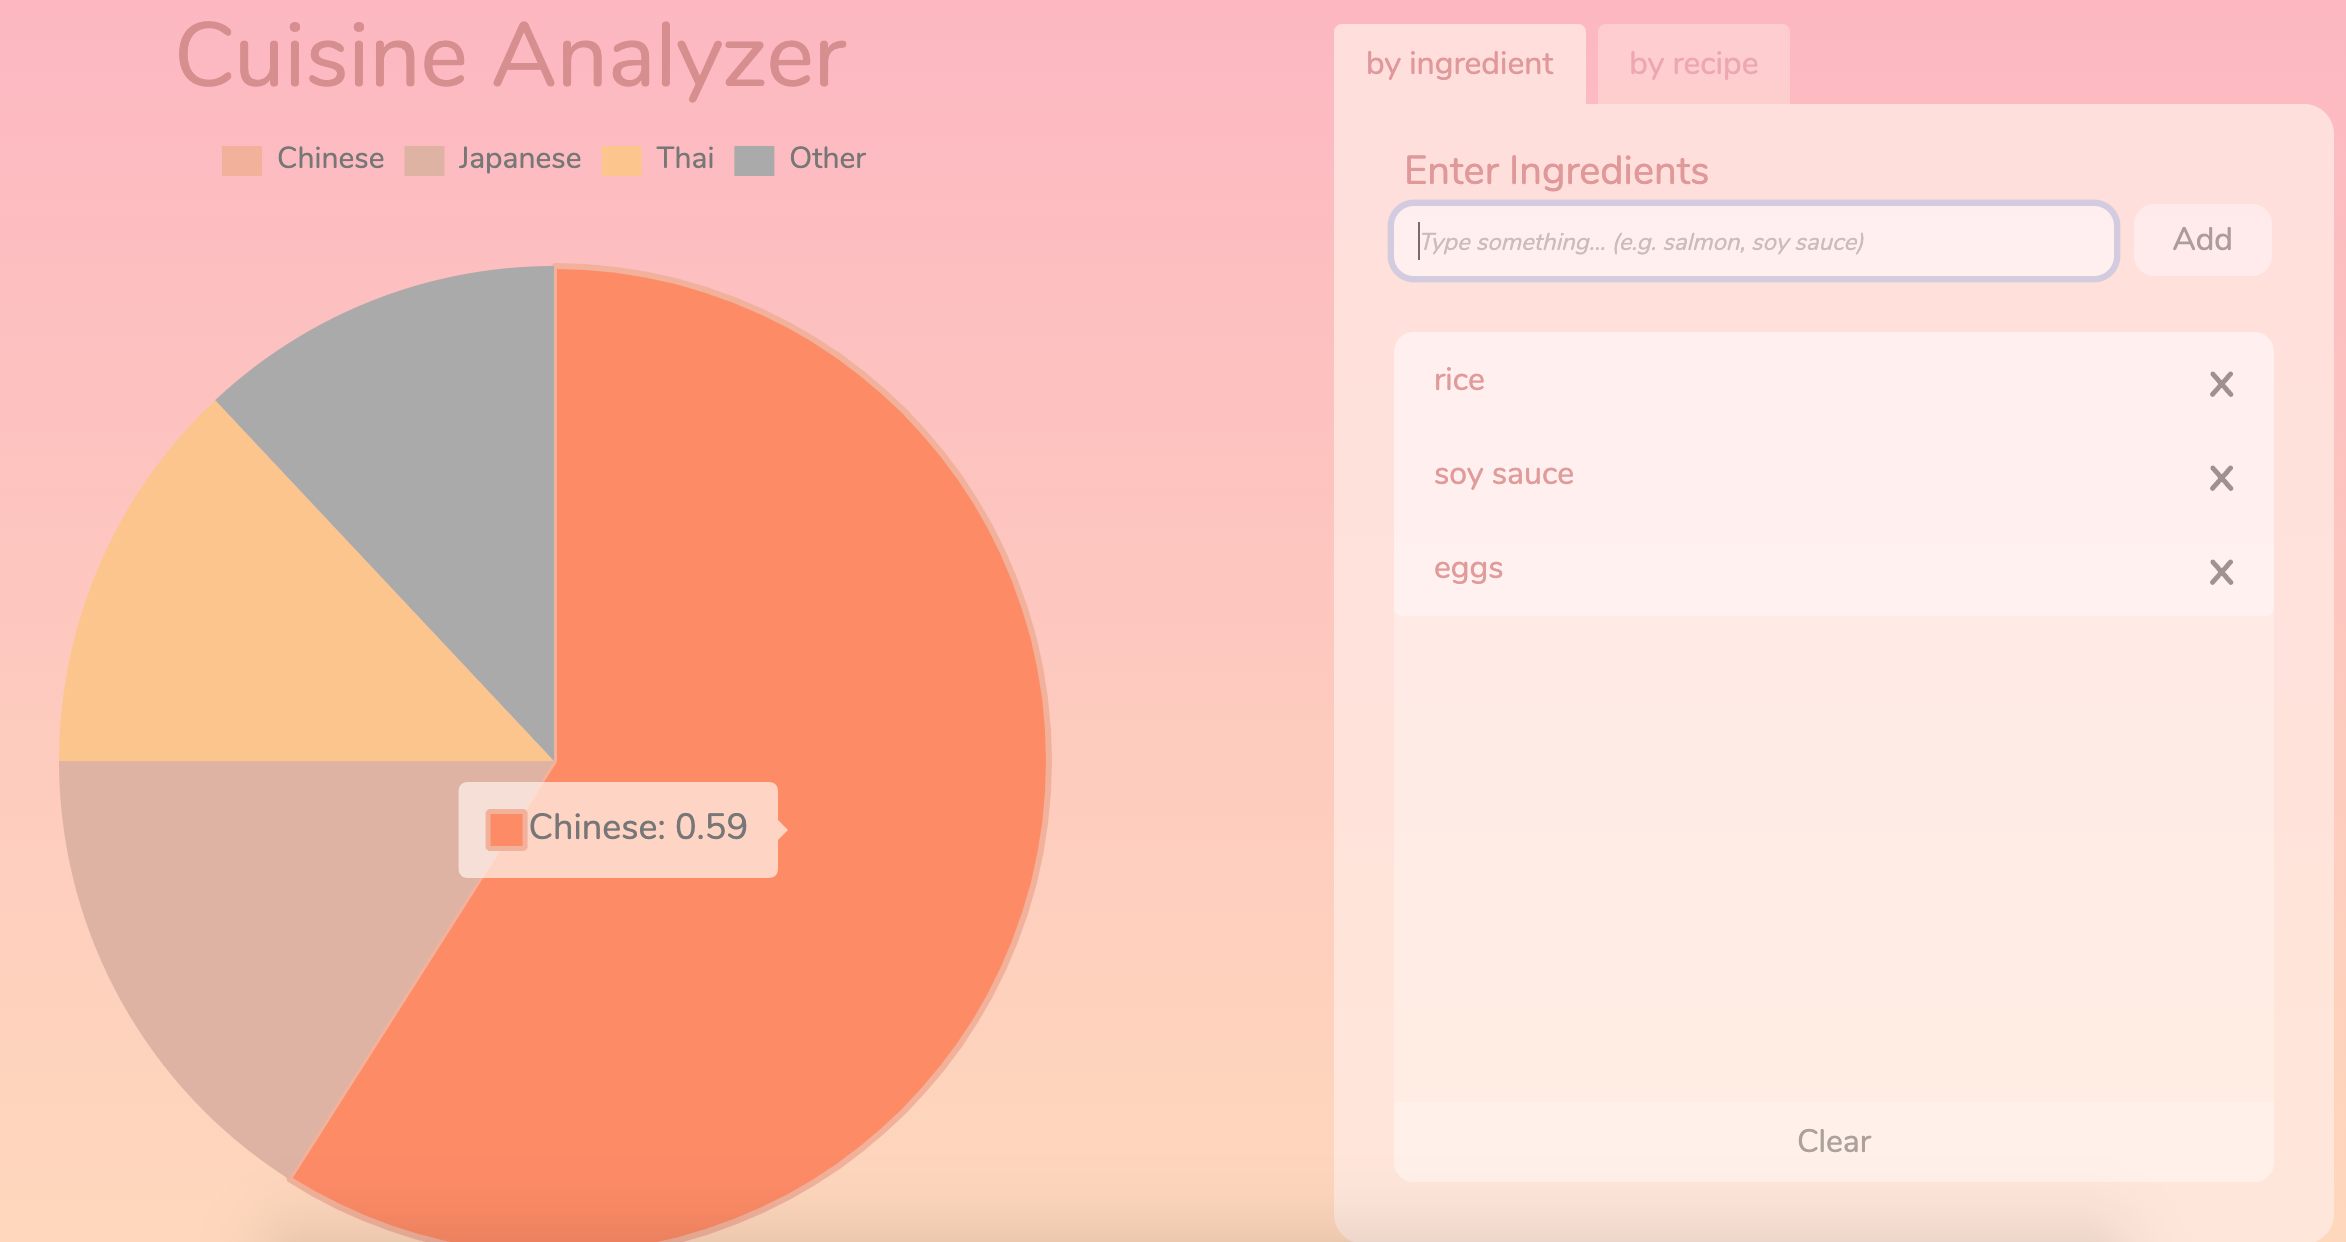 Cuisine Analyzer
Chinese Japanese Thai Other
Chinese: 0.59
by ingredient by recipe
Enter Ingredients
Type something... (e.g. salmon, soy sauce) Add
rice
soy sauce
eggs
Clear